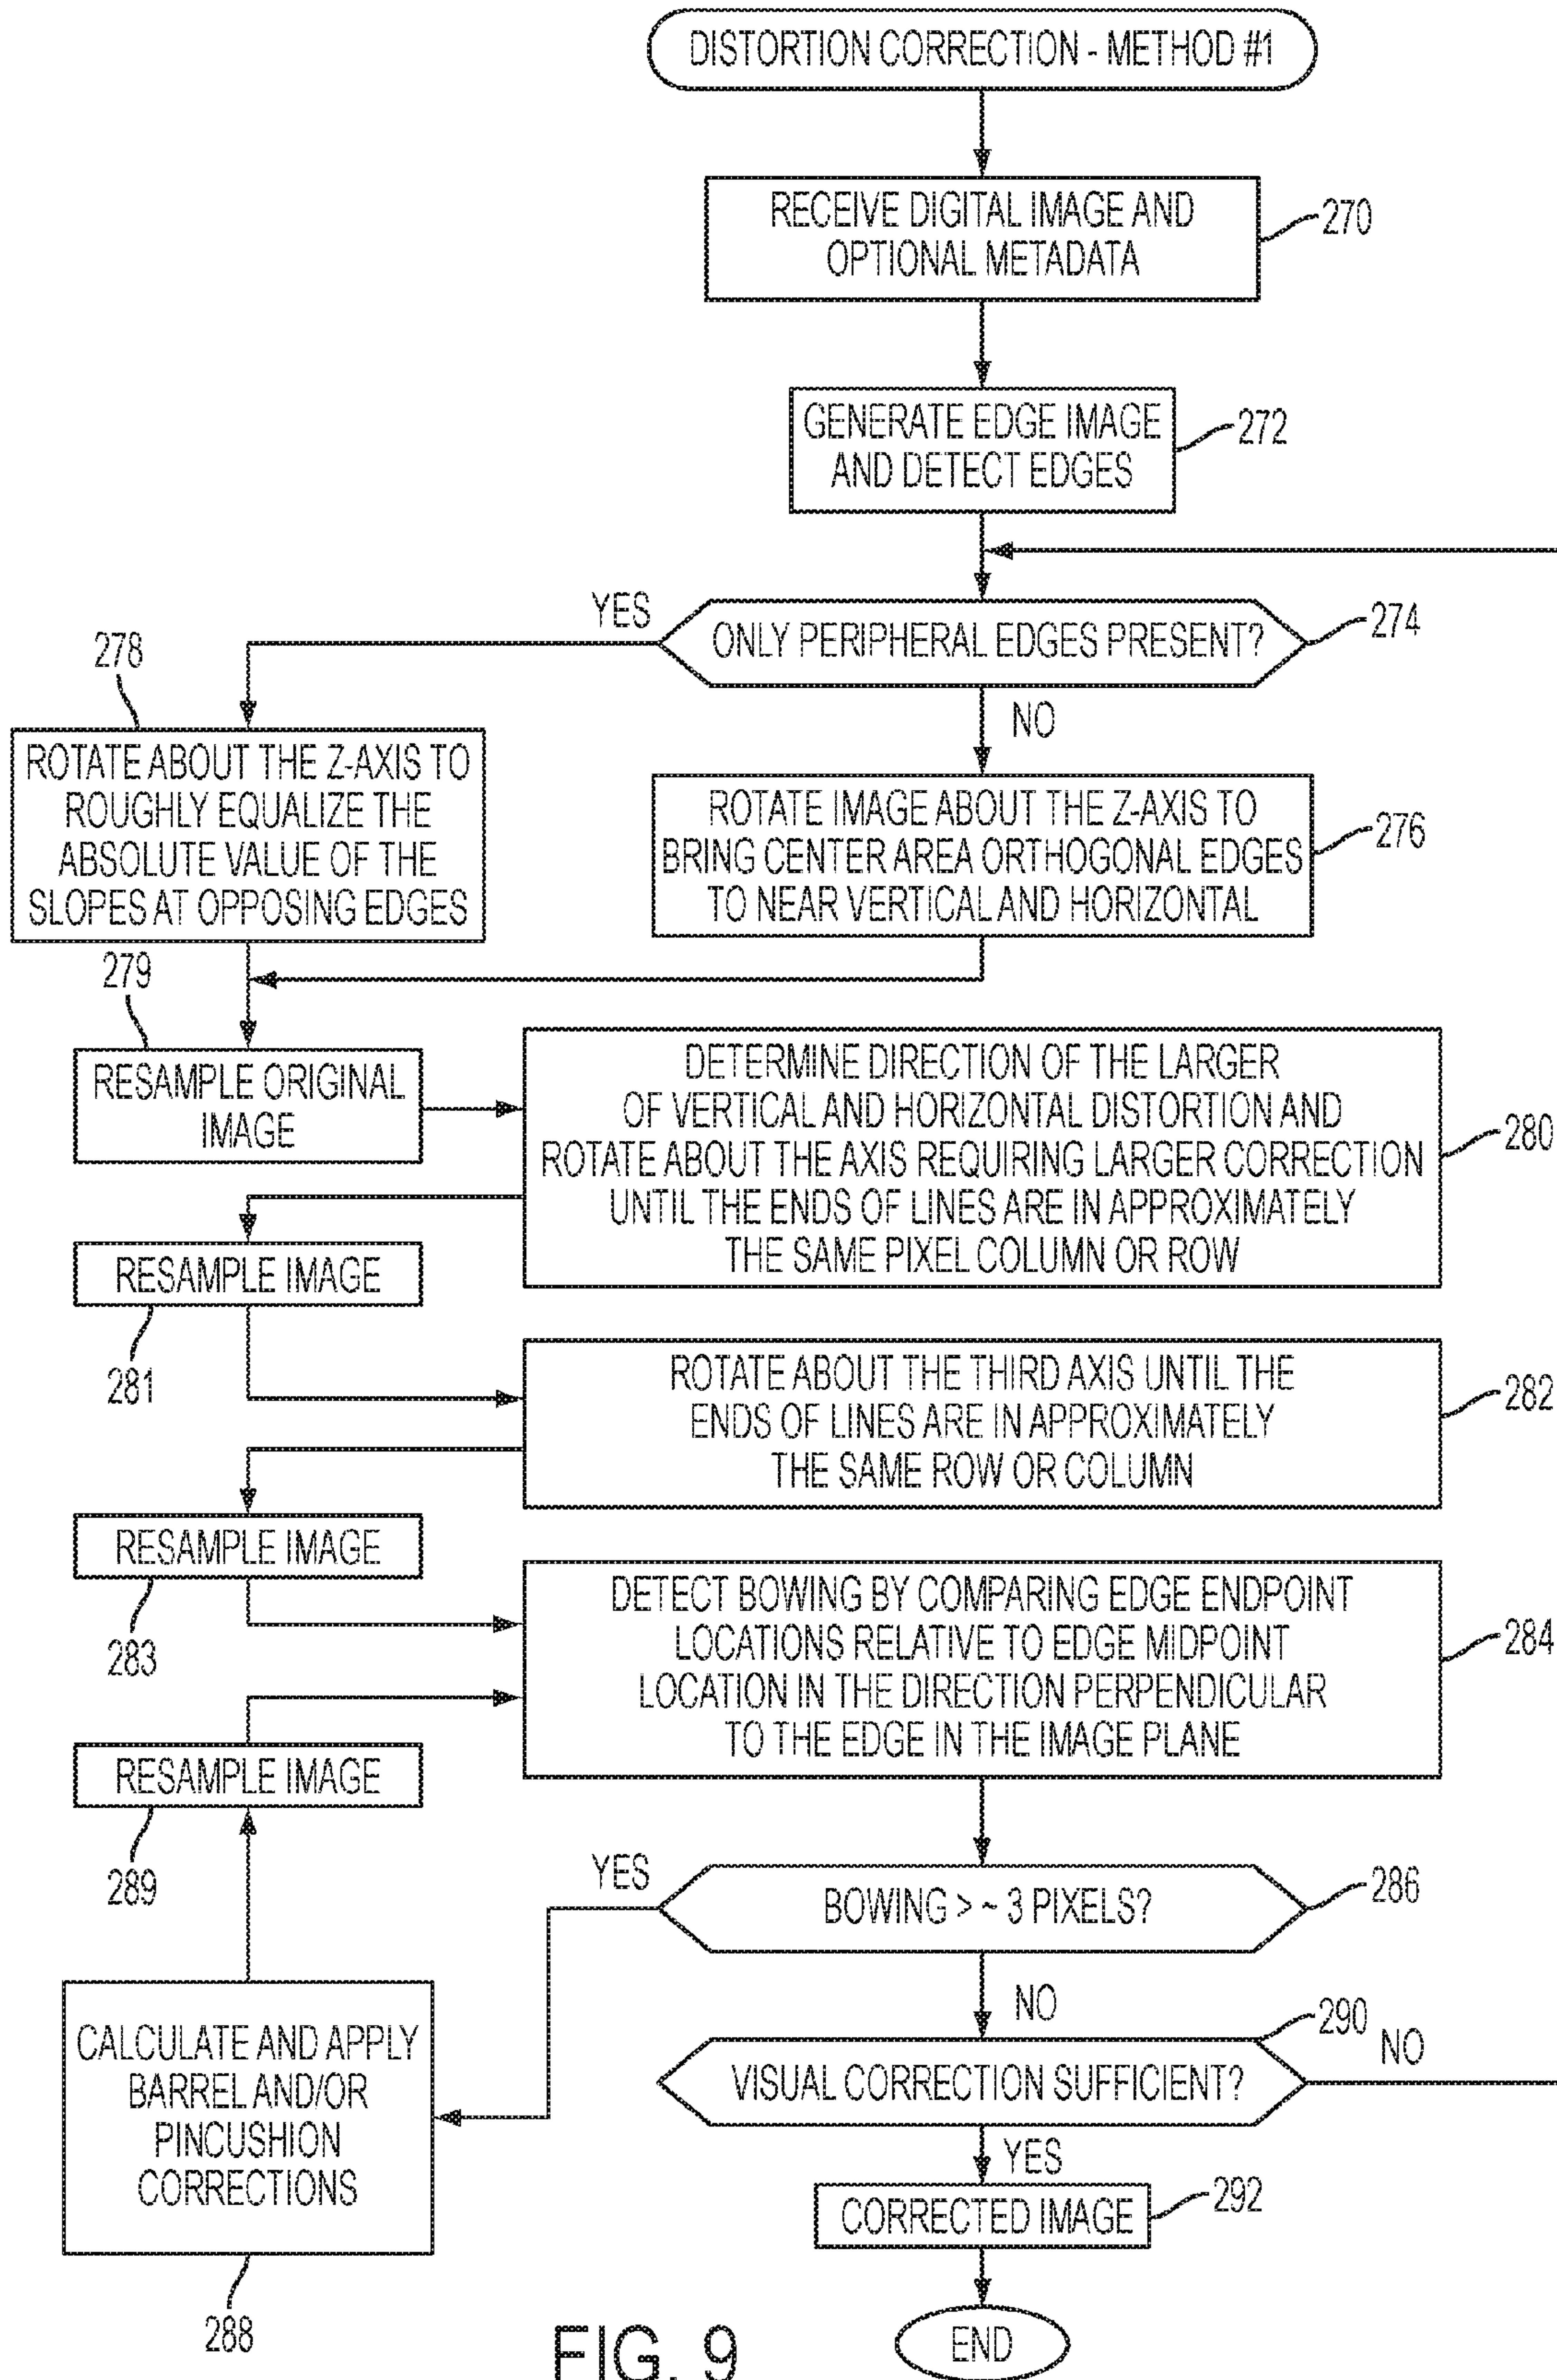 DISTORTION CORRECTION - METHOD #1
RECEIVE DIGITAL IMAGE AND
OPTIONAL METADATA
270
GENERATE EDGE IMAGE
AND DETECT EDGES
272
YES
ONLY PERIPHERAL EDGES PRESENT?
274
278
NO
ROTATE ABOUT THE Z-AXIS TO
ROUGHLY EQUALIZE THE
ABSOLUTE VALUE OF THE
SLOPES AT OPPOSING EDGES
ROTATE IMAGE ABOUT THE Z-AXIS TO
BRING CENTER AREA ORTHOGONAL EDGES
TO NEAR VERTICAL AND HORIZONTAL
276
279
RESAMPLE ORIGINAL
IMAGE
DETERMINE DIRECTION OF THE LARGER
OF VERTICAL AND HORIZONTAL DISTORTION AND
ROTATE ABOUT THE AXIS REQUIRING LARGER CORRECTION
UNTIL THE ENDS OF LINES ARE IN APPROXIMATELY
THE SAME PIXEL COLUMN OR ROW
280
RESAMPLE IMAGE
281
ROTATE ABOUT THE THIRD AXIS UNTIL THE
ENDS OF LINES ARE IN APPROXIMATELY
THE SAME ROW OR COLUMN
282
RESAMPLE IMAGE
283
DETECT BOWING BY COMPARING EDGE ENDPOINT
LOCATIONS RELATIVE TO EDGE MIDPOINT
LOCATION IN THE DIRECTION PERPENDICULAR
TO THE EDGE IN THE IMAGE PLANE
284
RESAMPLE IMAGE
289
YES
BOWING > ~ 3 PIXELS?
286
NO
CALCULATE AND APPLY
BARREL AND/OR
PINCUSHION
CORRECTIONS
288
VISUAL CORRECTION SUFFICIENT?
290
NO
YES
CORRECTED IMAGE
292
END
FIG. 9